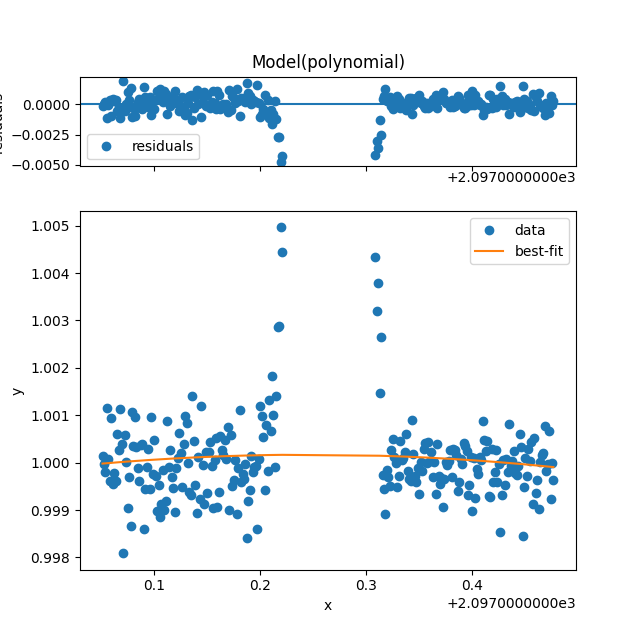 Model(polynomial)
0.0000
−0.0025
−0.0050
residuals
+2.0970000000e3
1.005
1.004
1.003
1.002
1.001
1.000
0.999
0.998
y
data
best-fit
0.1
0.2
0.3
0.4
x
+2.0970000000e3